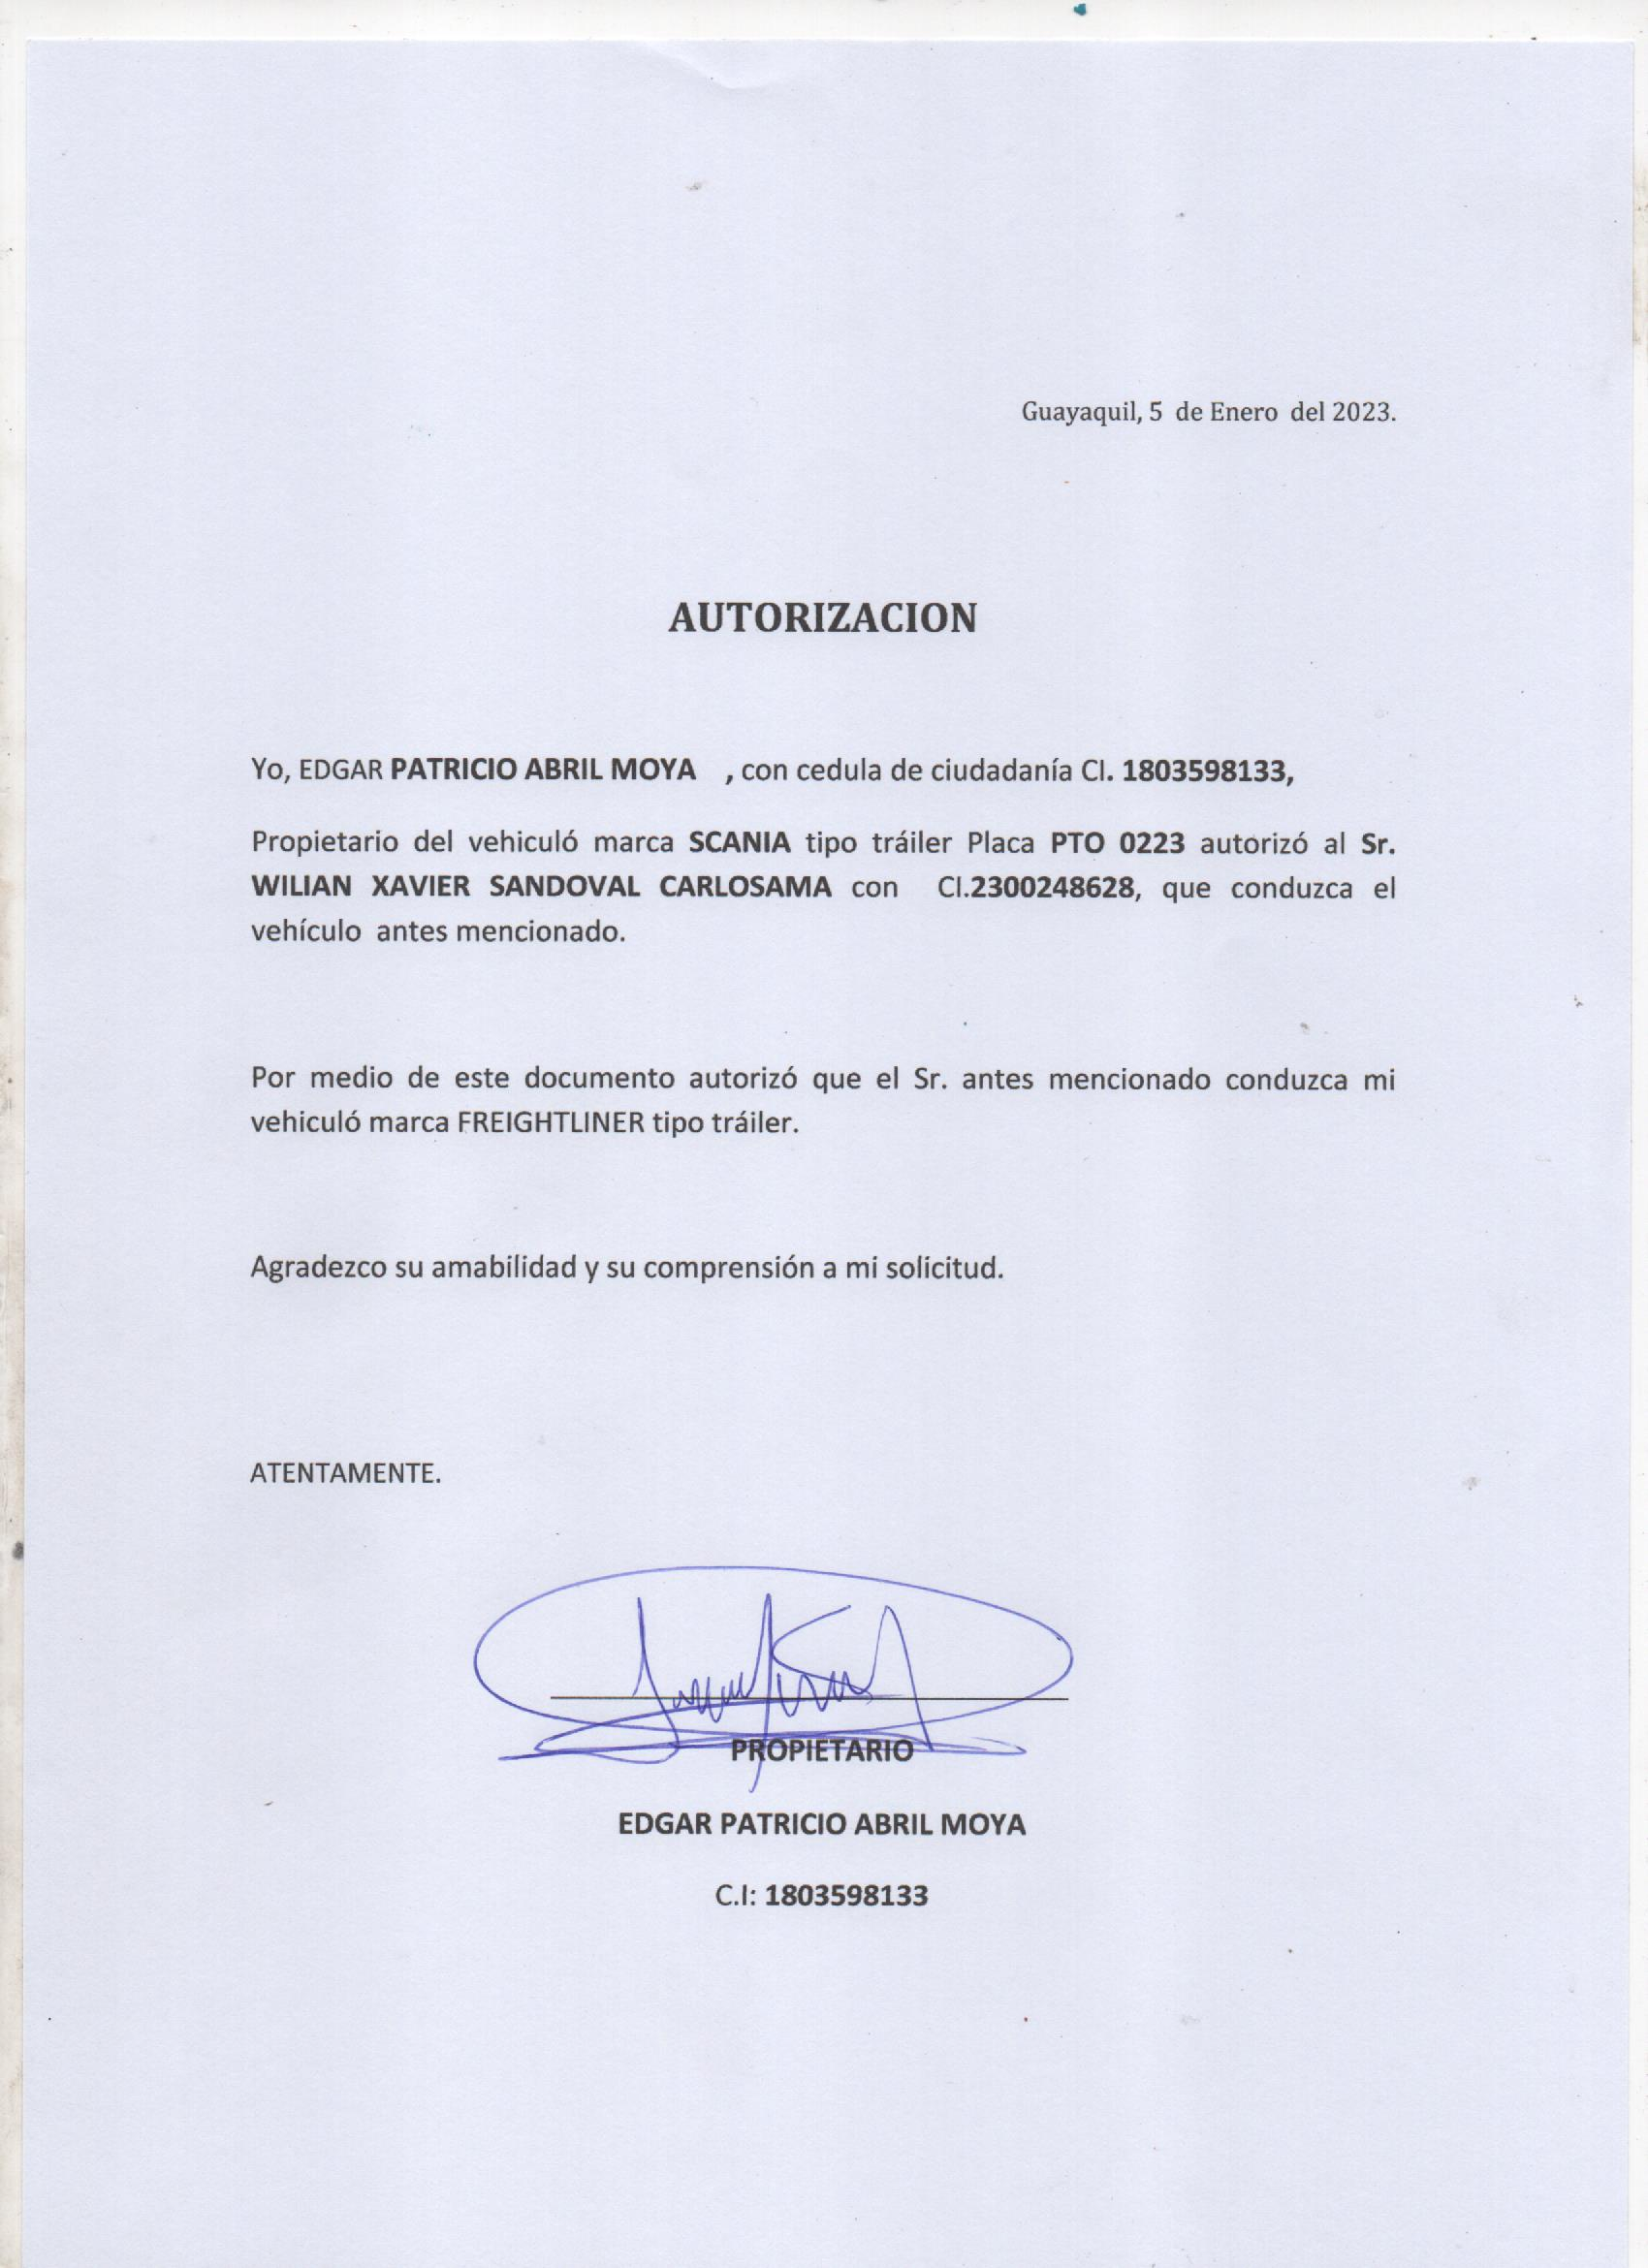 Guayaquil, 5 de Enero del 2023.
AUTORIZACION
Yo, EDGAR PATRICIO ABRIL MOYA , con cedula de ciudadanía CI. 1803598133,
Propietario del vehiculó marca SCANIA tipo tráiler Placa PTO 0223 autorizó al Sr.
WILIAN XAVIER SANDOVAL CARLOSAMA con CI.2300248628, que conduzca el
vehículo antes mencionado.
Por medio de este documento autorizó que el Sr. antes mencionado conduzca mi
vehiculó marca FREIGHTLINER tipo tráiler.
Agradezco su amabilidad y su comprensión a mi solicitud.
ATENTAMENTE.
PROPIETARIO
EDGAR PATRICIO ABRIL MOYA
C.I: 1803598133